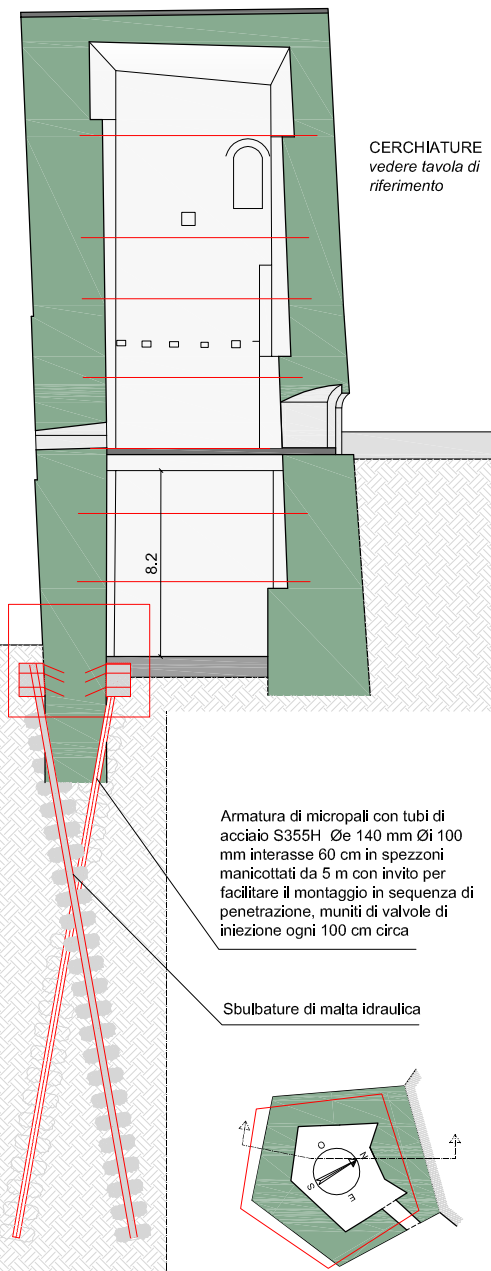 CERCHIATURE
vedere tavola di
riferimento
8.2
Armatura di micropali con tubi di
acciaio S355H Øe 140 mm Øi 100
mm interasse 60 cm in spezzoni
manicottati da 5 m con invito per
facilitare il montaggio in sequenza di
penetrazione, muniti di valvole di
iniezione ogni 100 cm circa
Sbulbature di malta idraulica
O
N
S
E